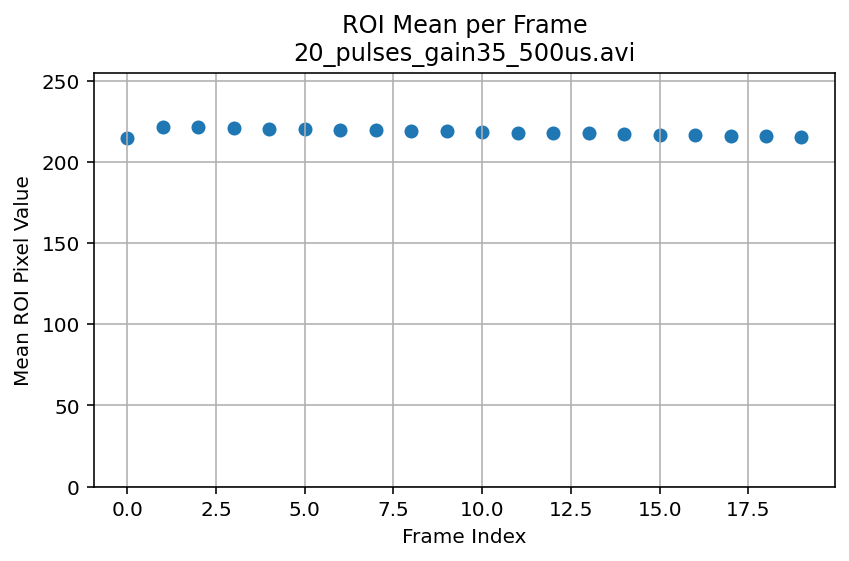 ROI Mean per Frame
20_pulses_gain35_500us.avi
Mean ROI Pixel Value
250
200
150
100
50
0
0.0 2.5 5.0 7.5 10.0 12.5 15.0 17.5
Frame Index